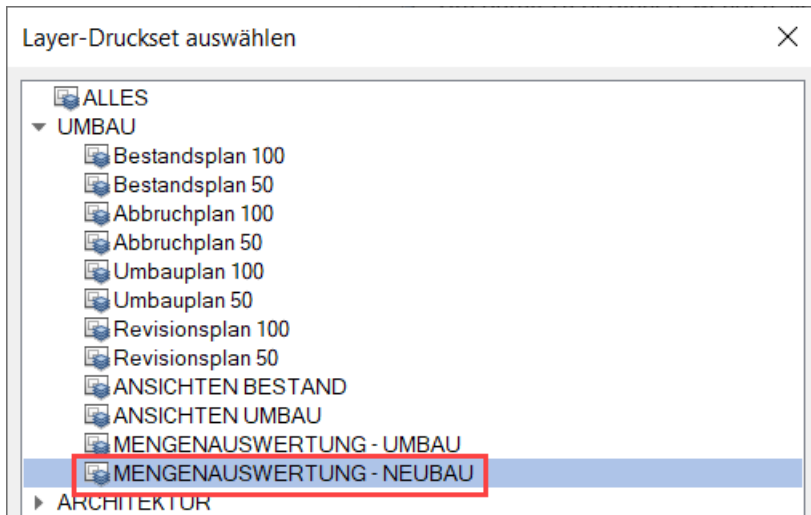 Layer-Druckset auswählen
ALLES
UMBAU
Bestandsplan 100
Bestandsplan 50
Abbruchplan 100
Abbruchplan 50
Umbauplan 100
Umbauplan 50
Revisionsplan 100
Revisionsplan 50
ANSICHTEN BESTAND
ANSICHTEN UMBAU
MENGENAUSWERTUNG - UMBAU
MENGENAUSWERTUNG - NEUBAU
ARCHITEKTUR